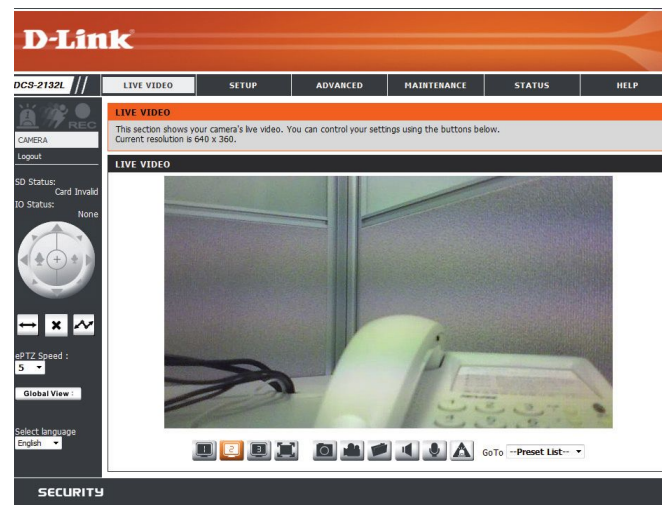 D-Link
DCS-2132L // LIVE VIDEO SETUP ADVANCED MAINTENANCE STATUS HELP
REC
CAMERA
Logout
SD Status:
Card Invalid
IO Status:
None
ePTZ Speed :
5
Global View :
Select language
English
LIVE VIDEO
This section shows your camera's live video. You can control your settings using the buttons below.
Current resolution is 640 x 360.
LIVE VIDEO
1 2 3
GoTo --Preset List--
SECURITY